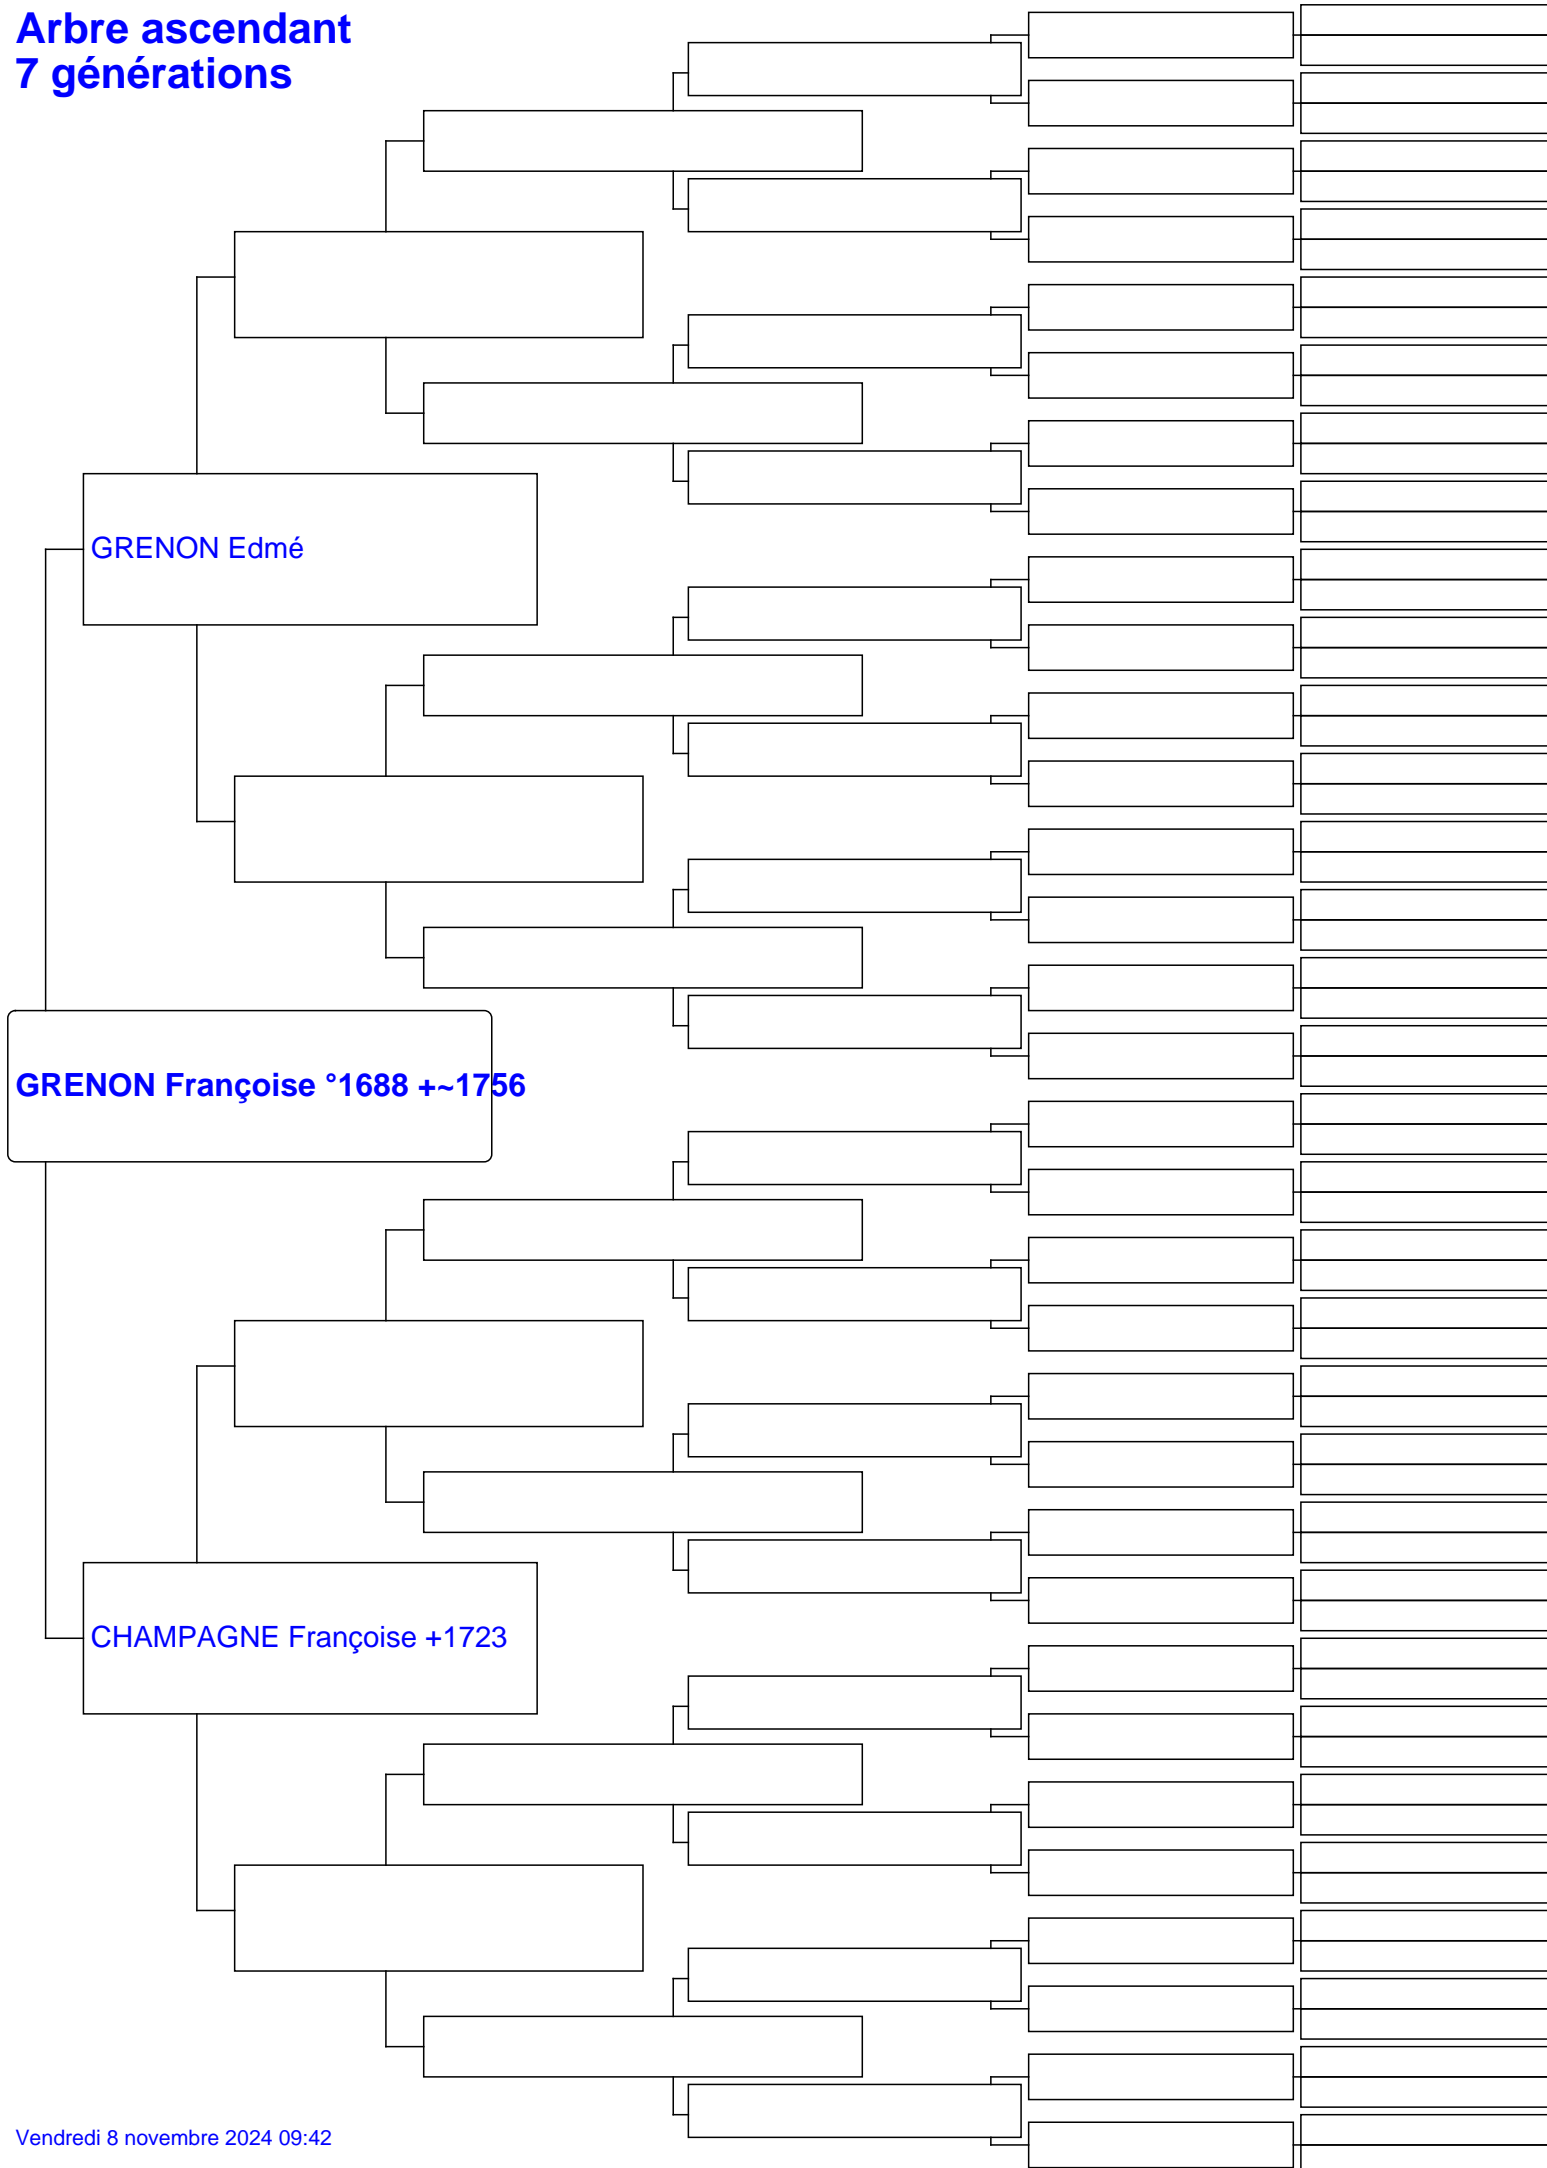 Arbre ascendant
7 générations
GRENON Edmé
GRENON Françoise °1688 +~1756
CHAMPAGNE Françoise +1723
Vendredi 8 novembre 2024 09:42